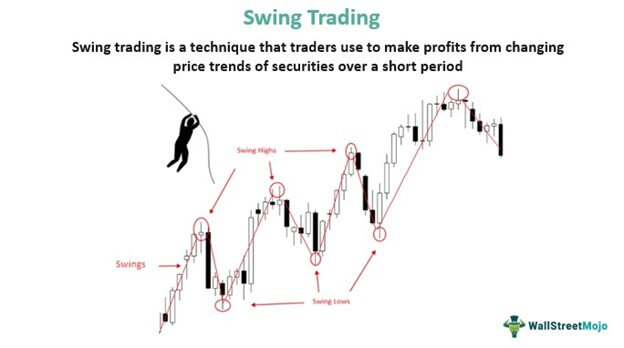 Swing Trading
Swing trading is a technique that traders use to make profits from changing
price trends of securities over a short period
Swing Highs
Swings
Swing Lows
WallStreetMojo